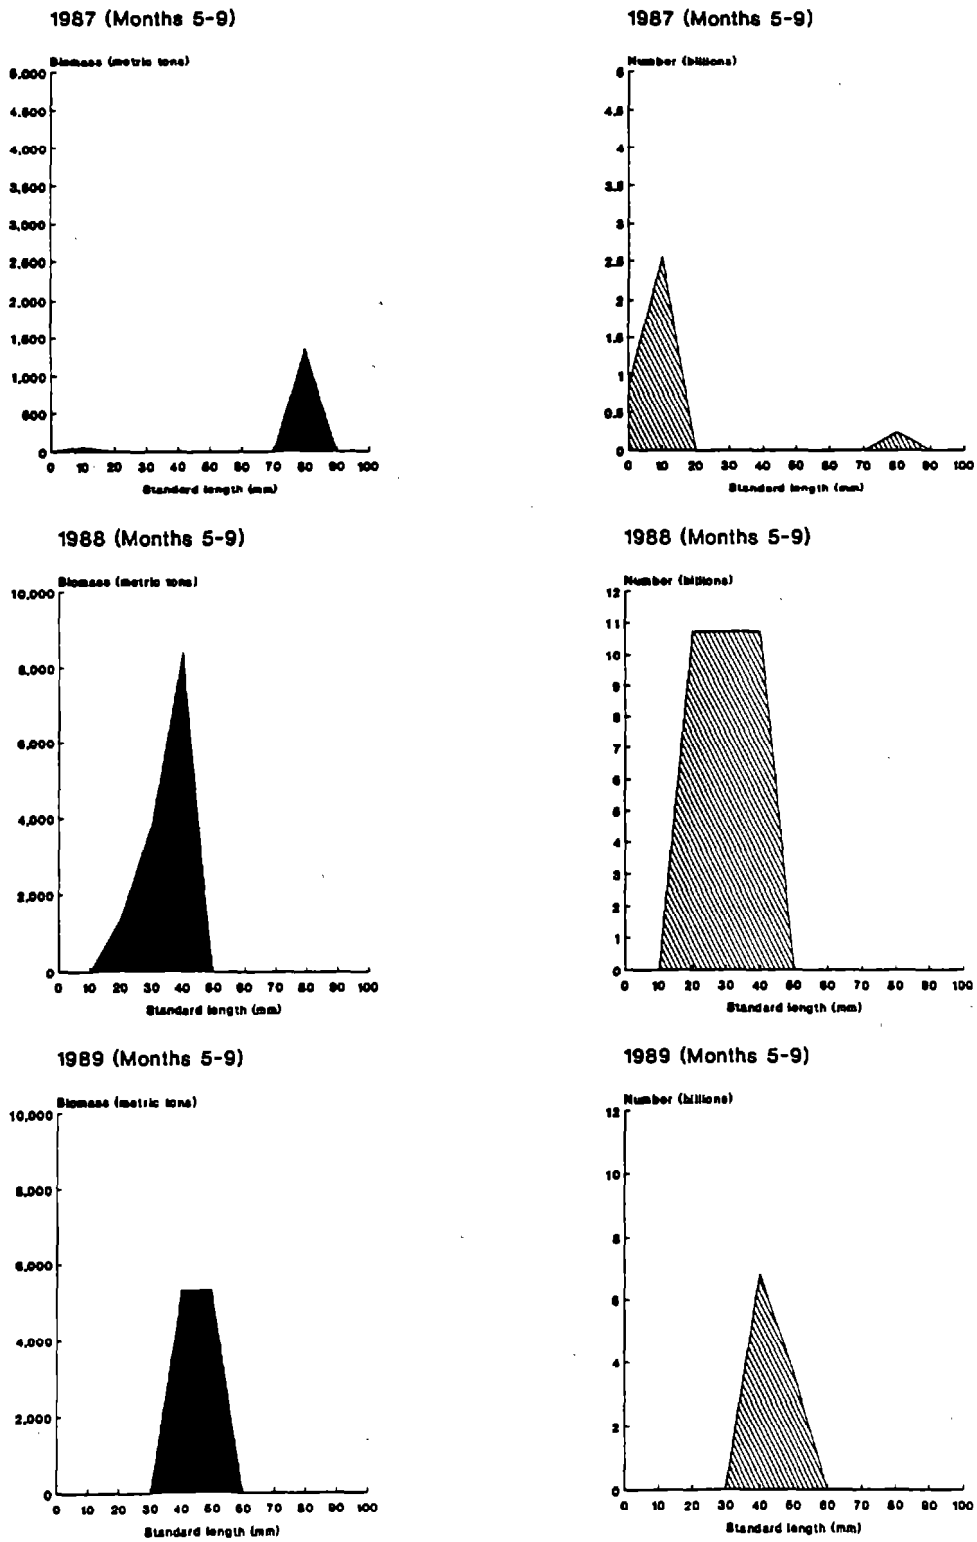 1987 (Months 5-9)
Biomass (metric tons)
5,000
4,500
4,000
3,500
3,000
2,500
2,000
1,500
1,000
500
0
0 10 20 30 40 50 60 70 80 90 100
Standard length (mm)
1987 (Months 5-9)
Number (billions)
5
4.5
4
3.5
3
2.5
2
1.5
1
0.5
0
0 10 20 30 40 50 60 70 80 90 100
Standard length (mm)
1988 (Months 5-9)
Biomass (metric tons)
10,000
8,000
6,000
4,000
2,000
0
0 10 20 30 40 50 60 70 80 90 100
Standard length (mm)
1988 (Months 5-9)
Number (billions)
12
11
10
9
8
7
6
5
4
3
2
1
0
0 10 20 30 40 50 60 70 80 90 100
Standard length (mm)
1989 (Months 5-9)
Biomass (metric tons)
10,000
8,000
6,000
4,000
2,000
0
0 10 20 30 40 50 60 70 80 90 100
Standard length (mm)
1989 (Months 5-9)
Number (billions)
12
10
8
6
4
2
0
0 10 20 30 40 50 60 70 80 90 100
Standard length (mm)